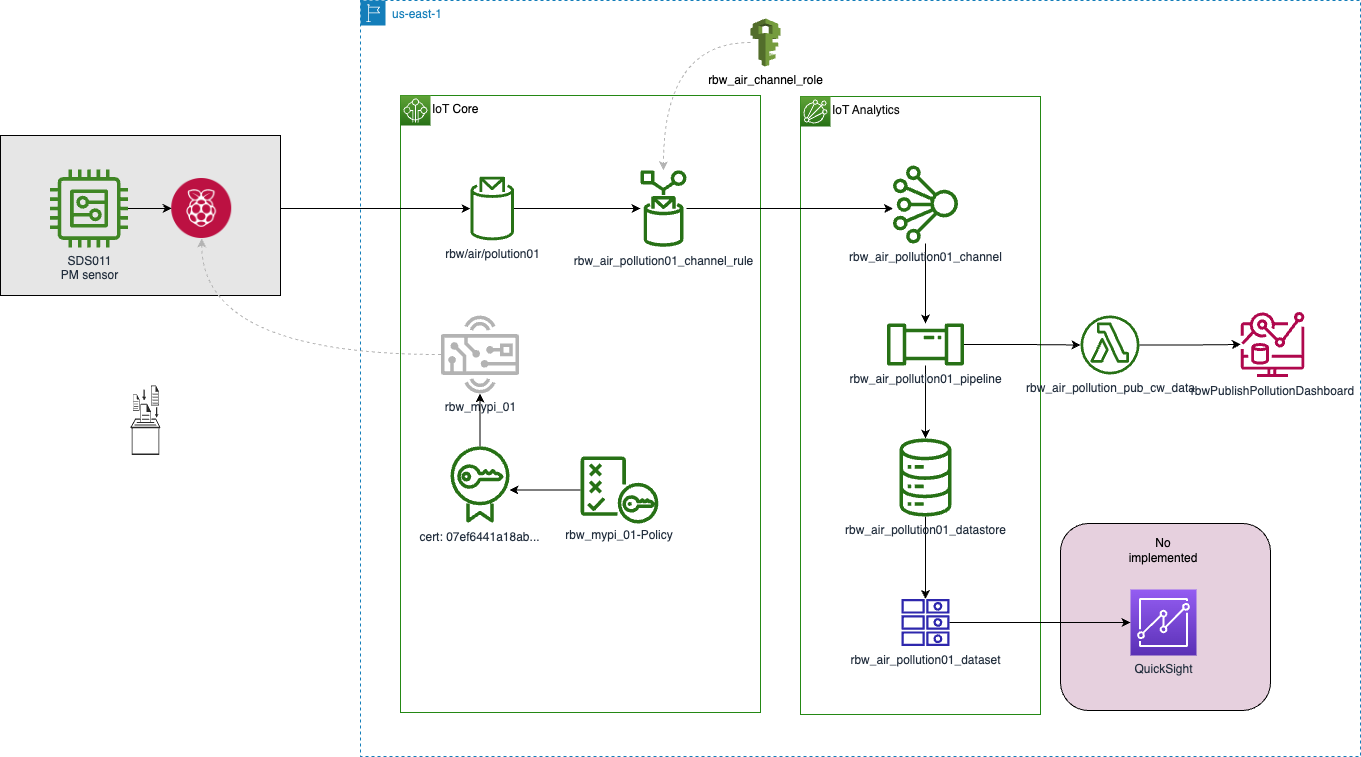 us-east-1
rbw_air_channel_role
IoT Core
IoT Analytics
SDS011
PM sensor
rbw/air/polution01
rbw_air_pollution01_channel_rule
rbw_air_pollution01_channel
rbw_mypi_01
rbw_air_pollution01_pipeline
rbw_air_pollution_pub_cw_data
rbwPublishPollutionDashboard
cert: 07ef6441a18ab...
rbw_mypi_01-Policy
rbw_air_pollution01_datastore
No
implemented
rbw_air_pollution01_dataset
QuickSight